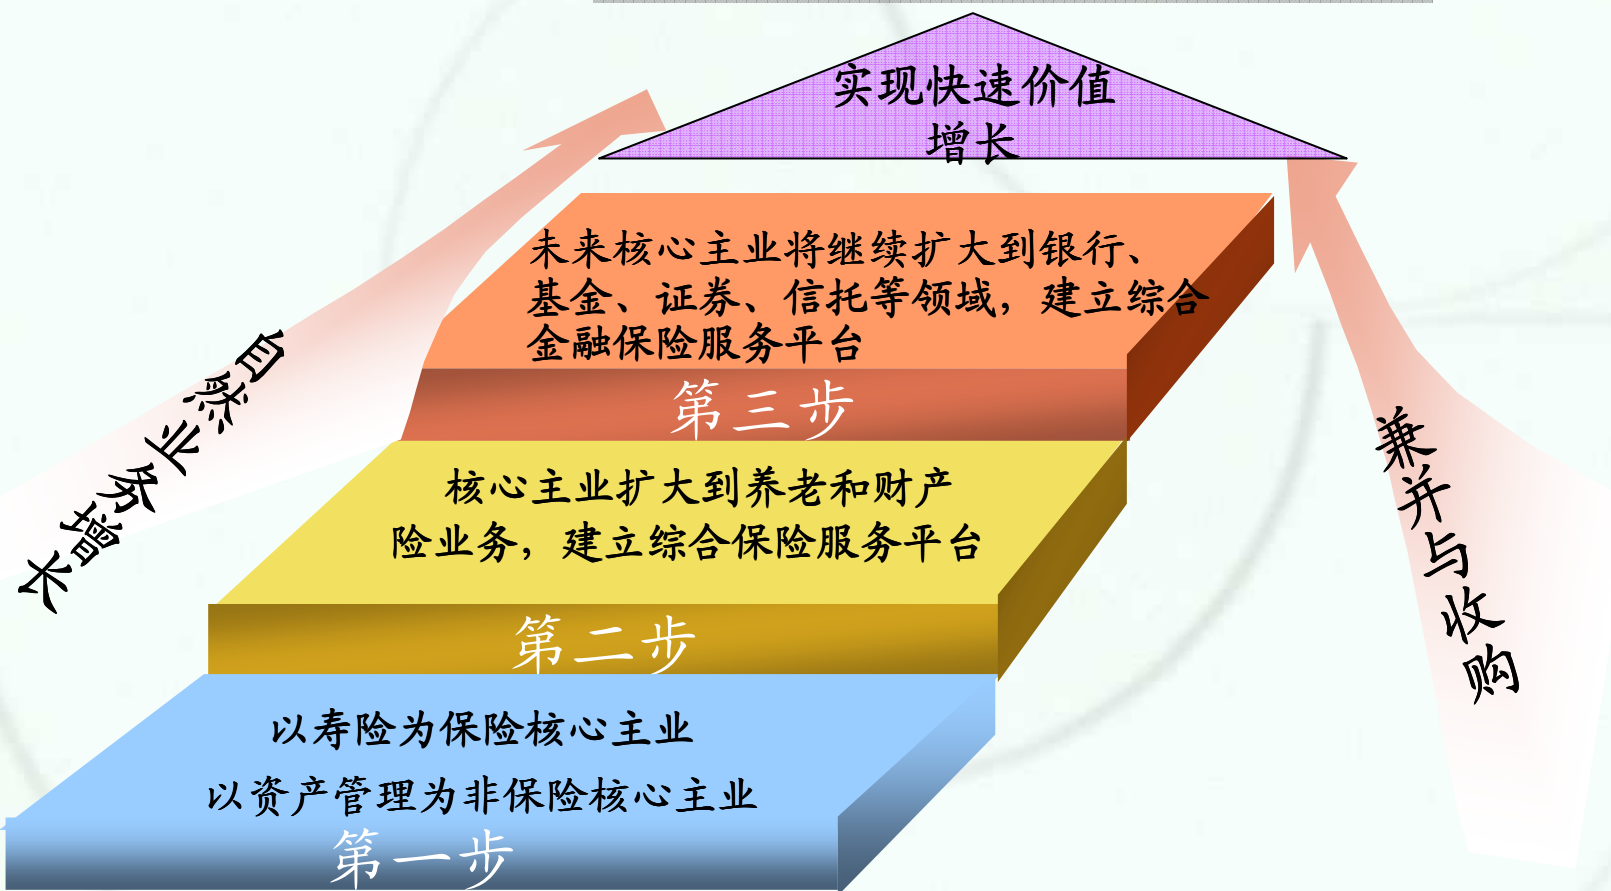 实现快速价值
增长
未来核心主业将继续扩大到银行、
基金、证券、信托等领域，建立综合
金融保险服务平台
第三步
核心主业扩大到养老和财产
险业务，建立综合保险服务平台
第二步
以寿险为保险核心主业
以资产管理为非保险核心主业
第一步
自然业务增长
兼并与收购